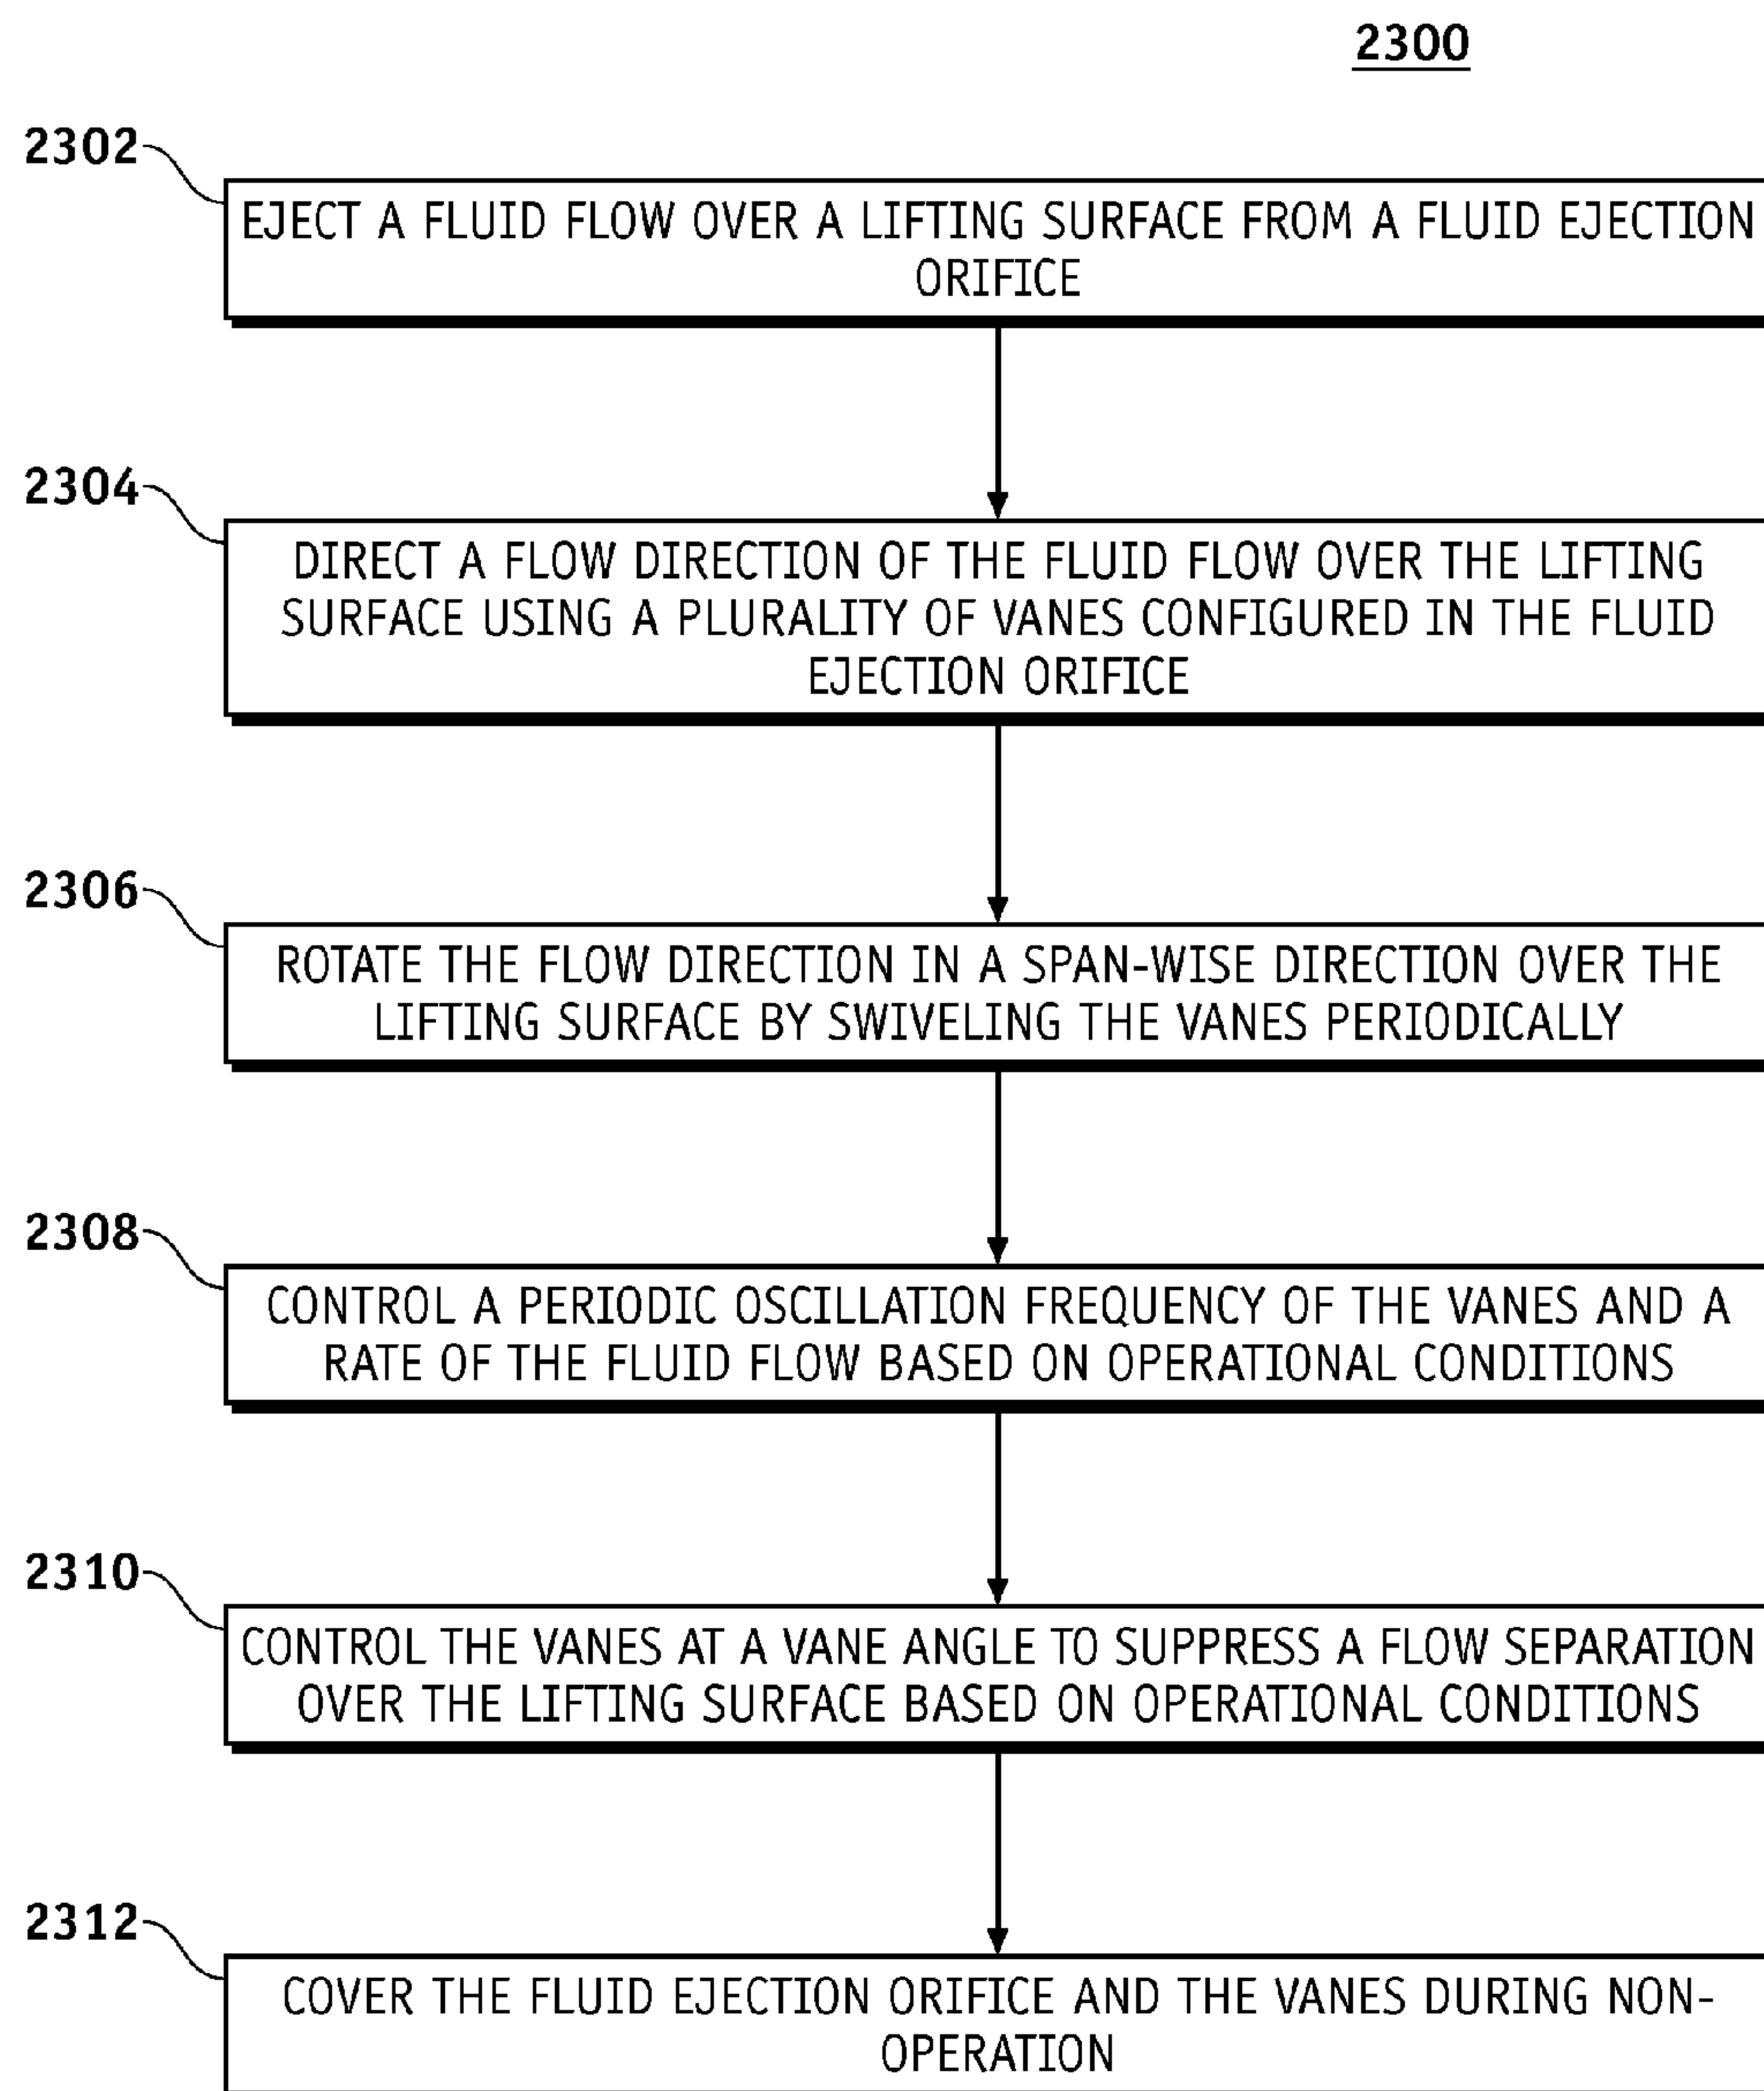 2300
2302
EJECT A FLUID FLOW OVER A LIFTING SURFACE FROM A FLUID EJECTION
ORIFICE
2304
DIRECT A FLOW DIRECTION OF THE FLUID FLOW OVER THE LIFTING
SURFACE USING A PLURALITY OF VANES CONFIGURED IN THE FLUID
EJECTION ORIFICE
2306
ROTATE THE FLOW DIRECTION IN A SPAN-WISE DIRECTION OVER THE
LIFTING SURFACE BY SWIVELING THE VANES PERIODICALLY
2308
CONTROL A PERIODIC OSCILLATION FREQUENCY OF THE VANES AND A
RATE OF THE FLUID FLOW BASED ON OPERATIONAL CONDITIONS
2310
CONTROL THE VANES AT A VANE ANGLE TO SUPPRESS A FLOW SEPARATION
OVER THE LIFTING SURFACE BASED ON OPERATIONAL CONDITIONS
2312
COVER THE FLUID EJECTION ORIFICE AND THE VANES DURING NON-
OPERATION